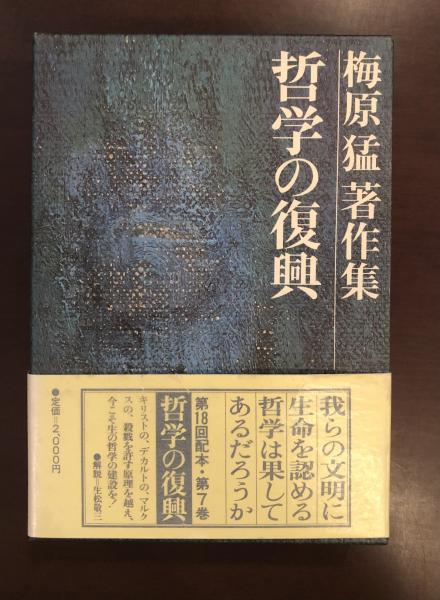 梅原猛著作集
哲学の復興
我らの文明に
生命を認める
哲学は果して
あるだろうか
第18回配本・第7巻
哲学の復興
キリストの、デカルトの、マルク
スの、殺戮を許す原理を越え、
今こそ生の哲学の建設を!
●解説=生松敬三
●定価=2,000円